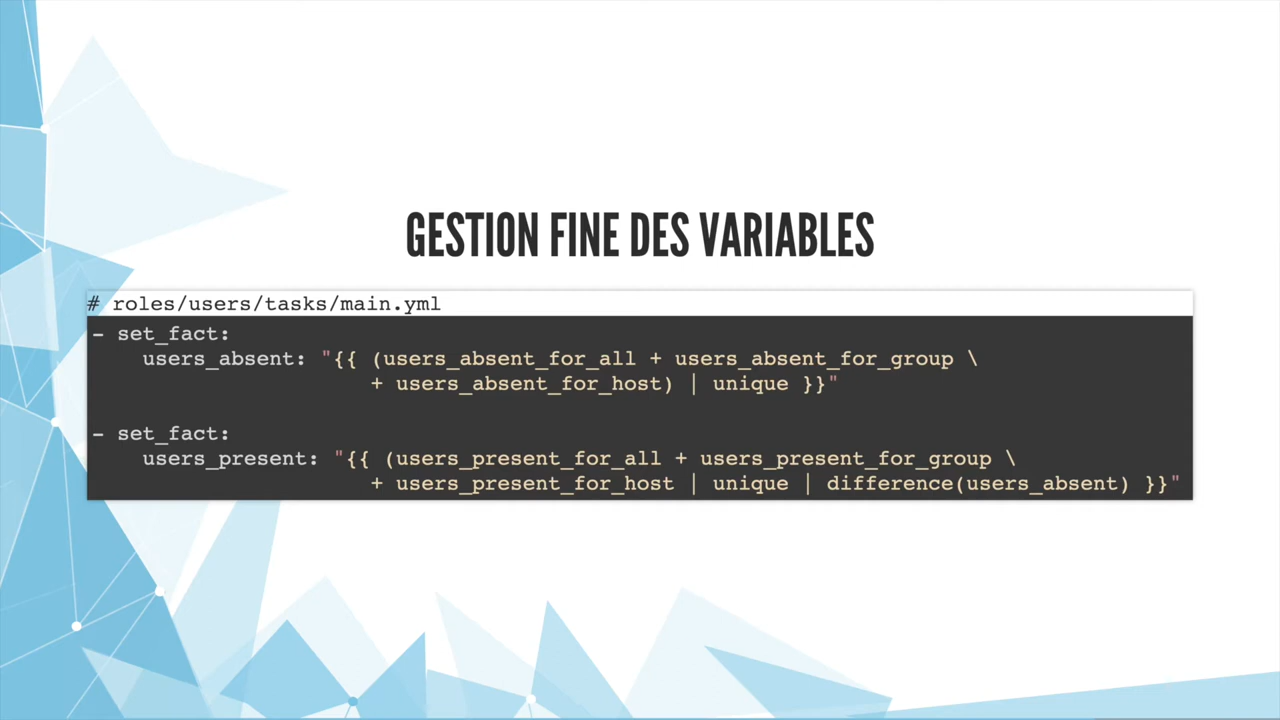 GESTION FINE DES VARIABLES
# roles/users/tasks/main.yml
- set_fact:
    users_absent: "{{ (users_absent_for_all + users_absent_for_group \
                      + users_absent_for_host) | unique }}"
- set_fact:
    users_present: "{{ (users_present_for_all + users_present_for_group \
                      + users_present_for_host | unique | difference(users_absent) }}"